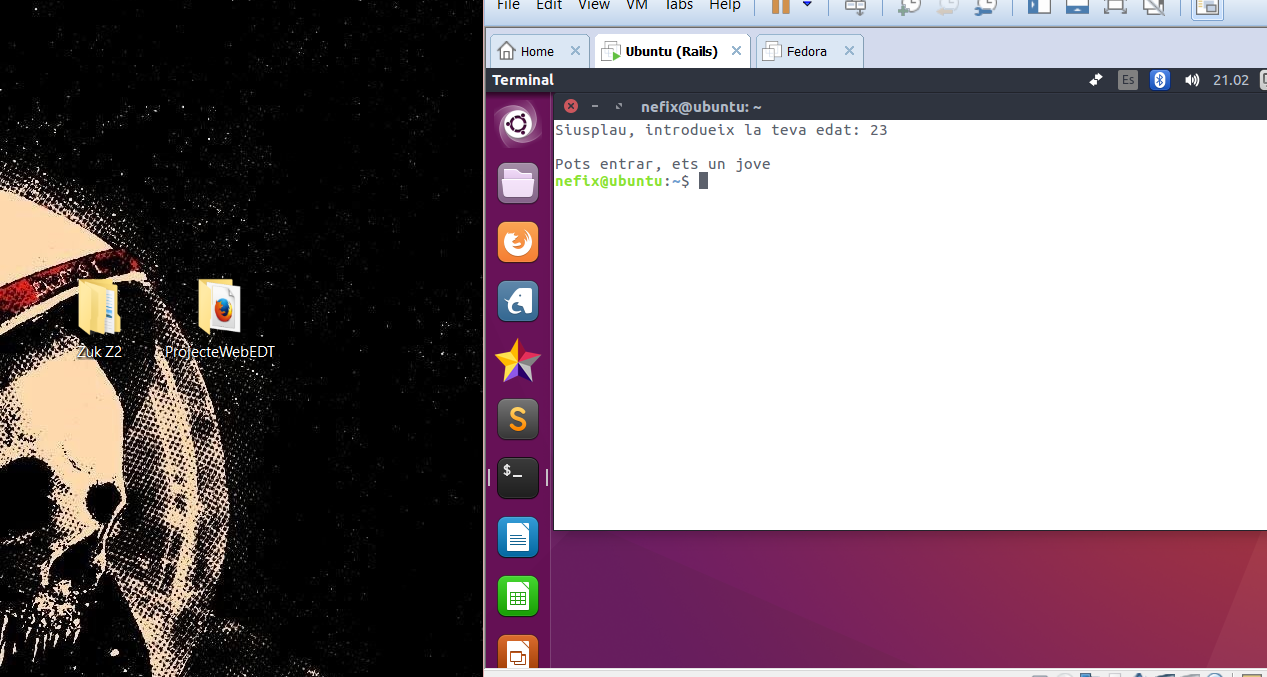 File Edit View VM Tabs Help
Home Ubuntu (Rails) Fedora
Terminal Es 21.02
nefix@ubuntu: ~
Siusplau, introdueix la teva edat: 23
Pots entrar, ets un jove
nefix@ubuntu:~$
S
$_
Zuk Z2 ProjecteWebEDT